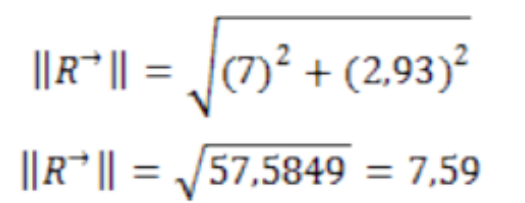 ‖R→‖ = √(7)² + (2,93)²
‖R→‖ = √57,5849 = 7,59